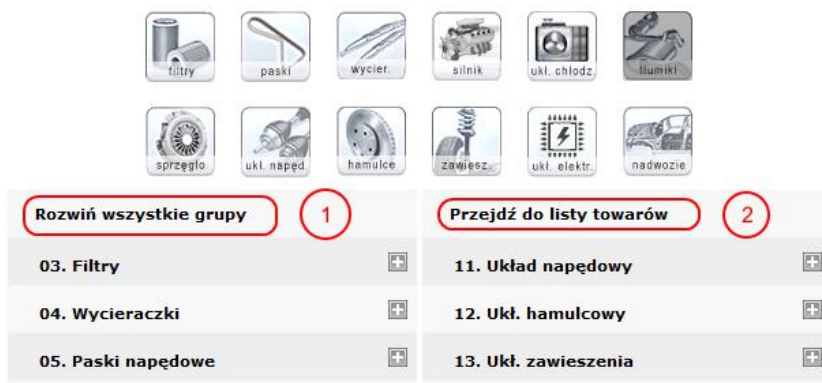 filtry paski wycier. silnik ukł. chłodz. tłumiki
sprzęgło ukł. napęd. hamulce zawiesz. ukł. elektr. nadwozie
Rozwiń wszystkie grupy 1 Przejdź do listy towarów 2
03. Filtry 11. Układ napędowy
04. Wycieraczki 12. Ukł. hamulcowy
05. Paski napędowe 13. Ukł. zawieszenia